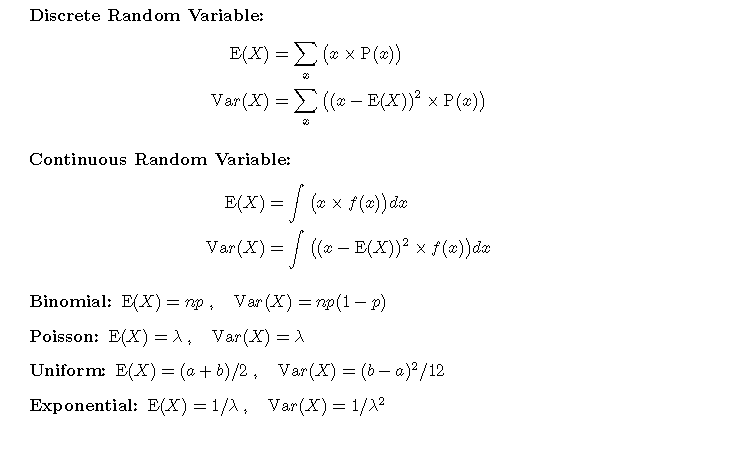 Discrete Random Variable:
E(X) = ∑ₓ (x × P(x))
Var(X) = ∑ₓ ((x − E(X))² × P(x))
Continuous Random Variable:
E(X) = ∫ (x × f(x))dx
Var(X) = ∫ ((x − E(X))² × f(x))dx
Binomial: E(X) = np , Var(X) = np(1 − p)
Poisson: E(X) = λ , Var(X) = λ
Uniform: E(X) = (a + b)/2 , Var(X) = (b − a)²/12
Exponential: E(X) = 1/λ , Var(X) = 1/λ²